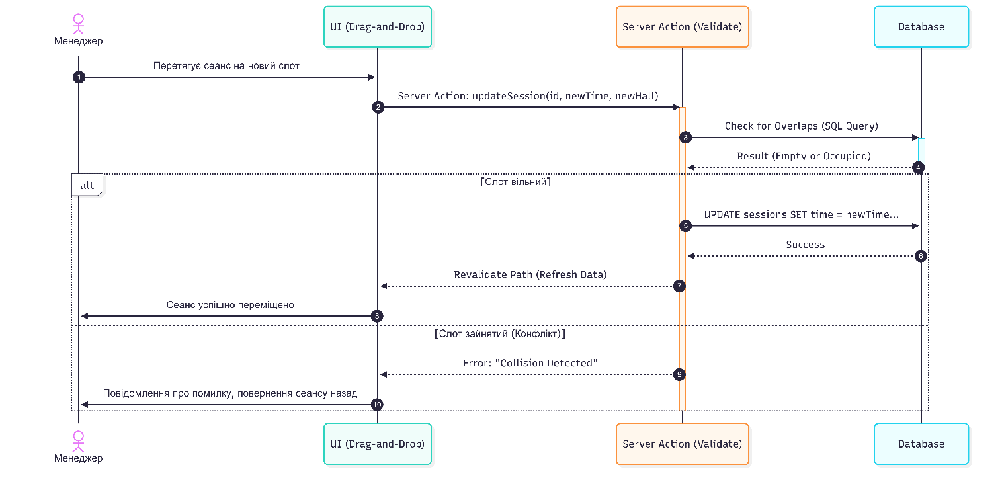 Менеджер
UI (Drag-and-Drop)
Server Action (Validate)
Database
1
Перетягує сеанс на новий слот
2
Server Action: updateSession(id, newTime, newHall)
3
Check for Overlaps (SQL Query)
4
Result (Empty or Occupied)
alt
[Слот вільний]
5
UPDATE sessions SET time = newTime...
6
Success
7
Revalidate Path (Refresh Data)
8
Сеанс успішно переміщено
[Слот зайнятий (Конфлікт)]
9
Error: "Collision Detected"
10
Повідомлення про помилку, повернення сеансу назад
Менеджер
UI (Drag-and-Drop)
Server Action (Validate)
Database